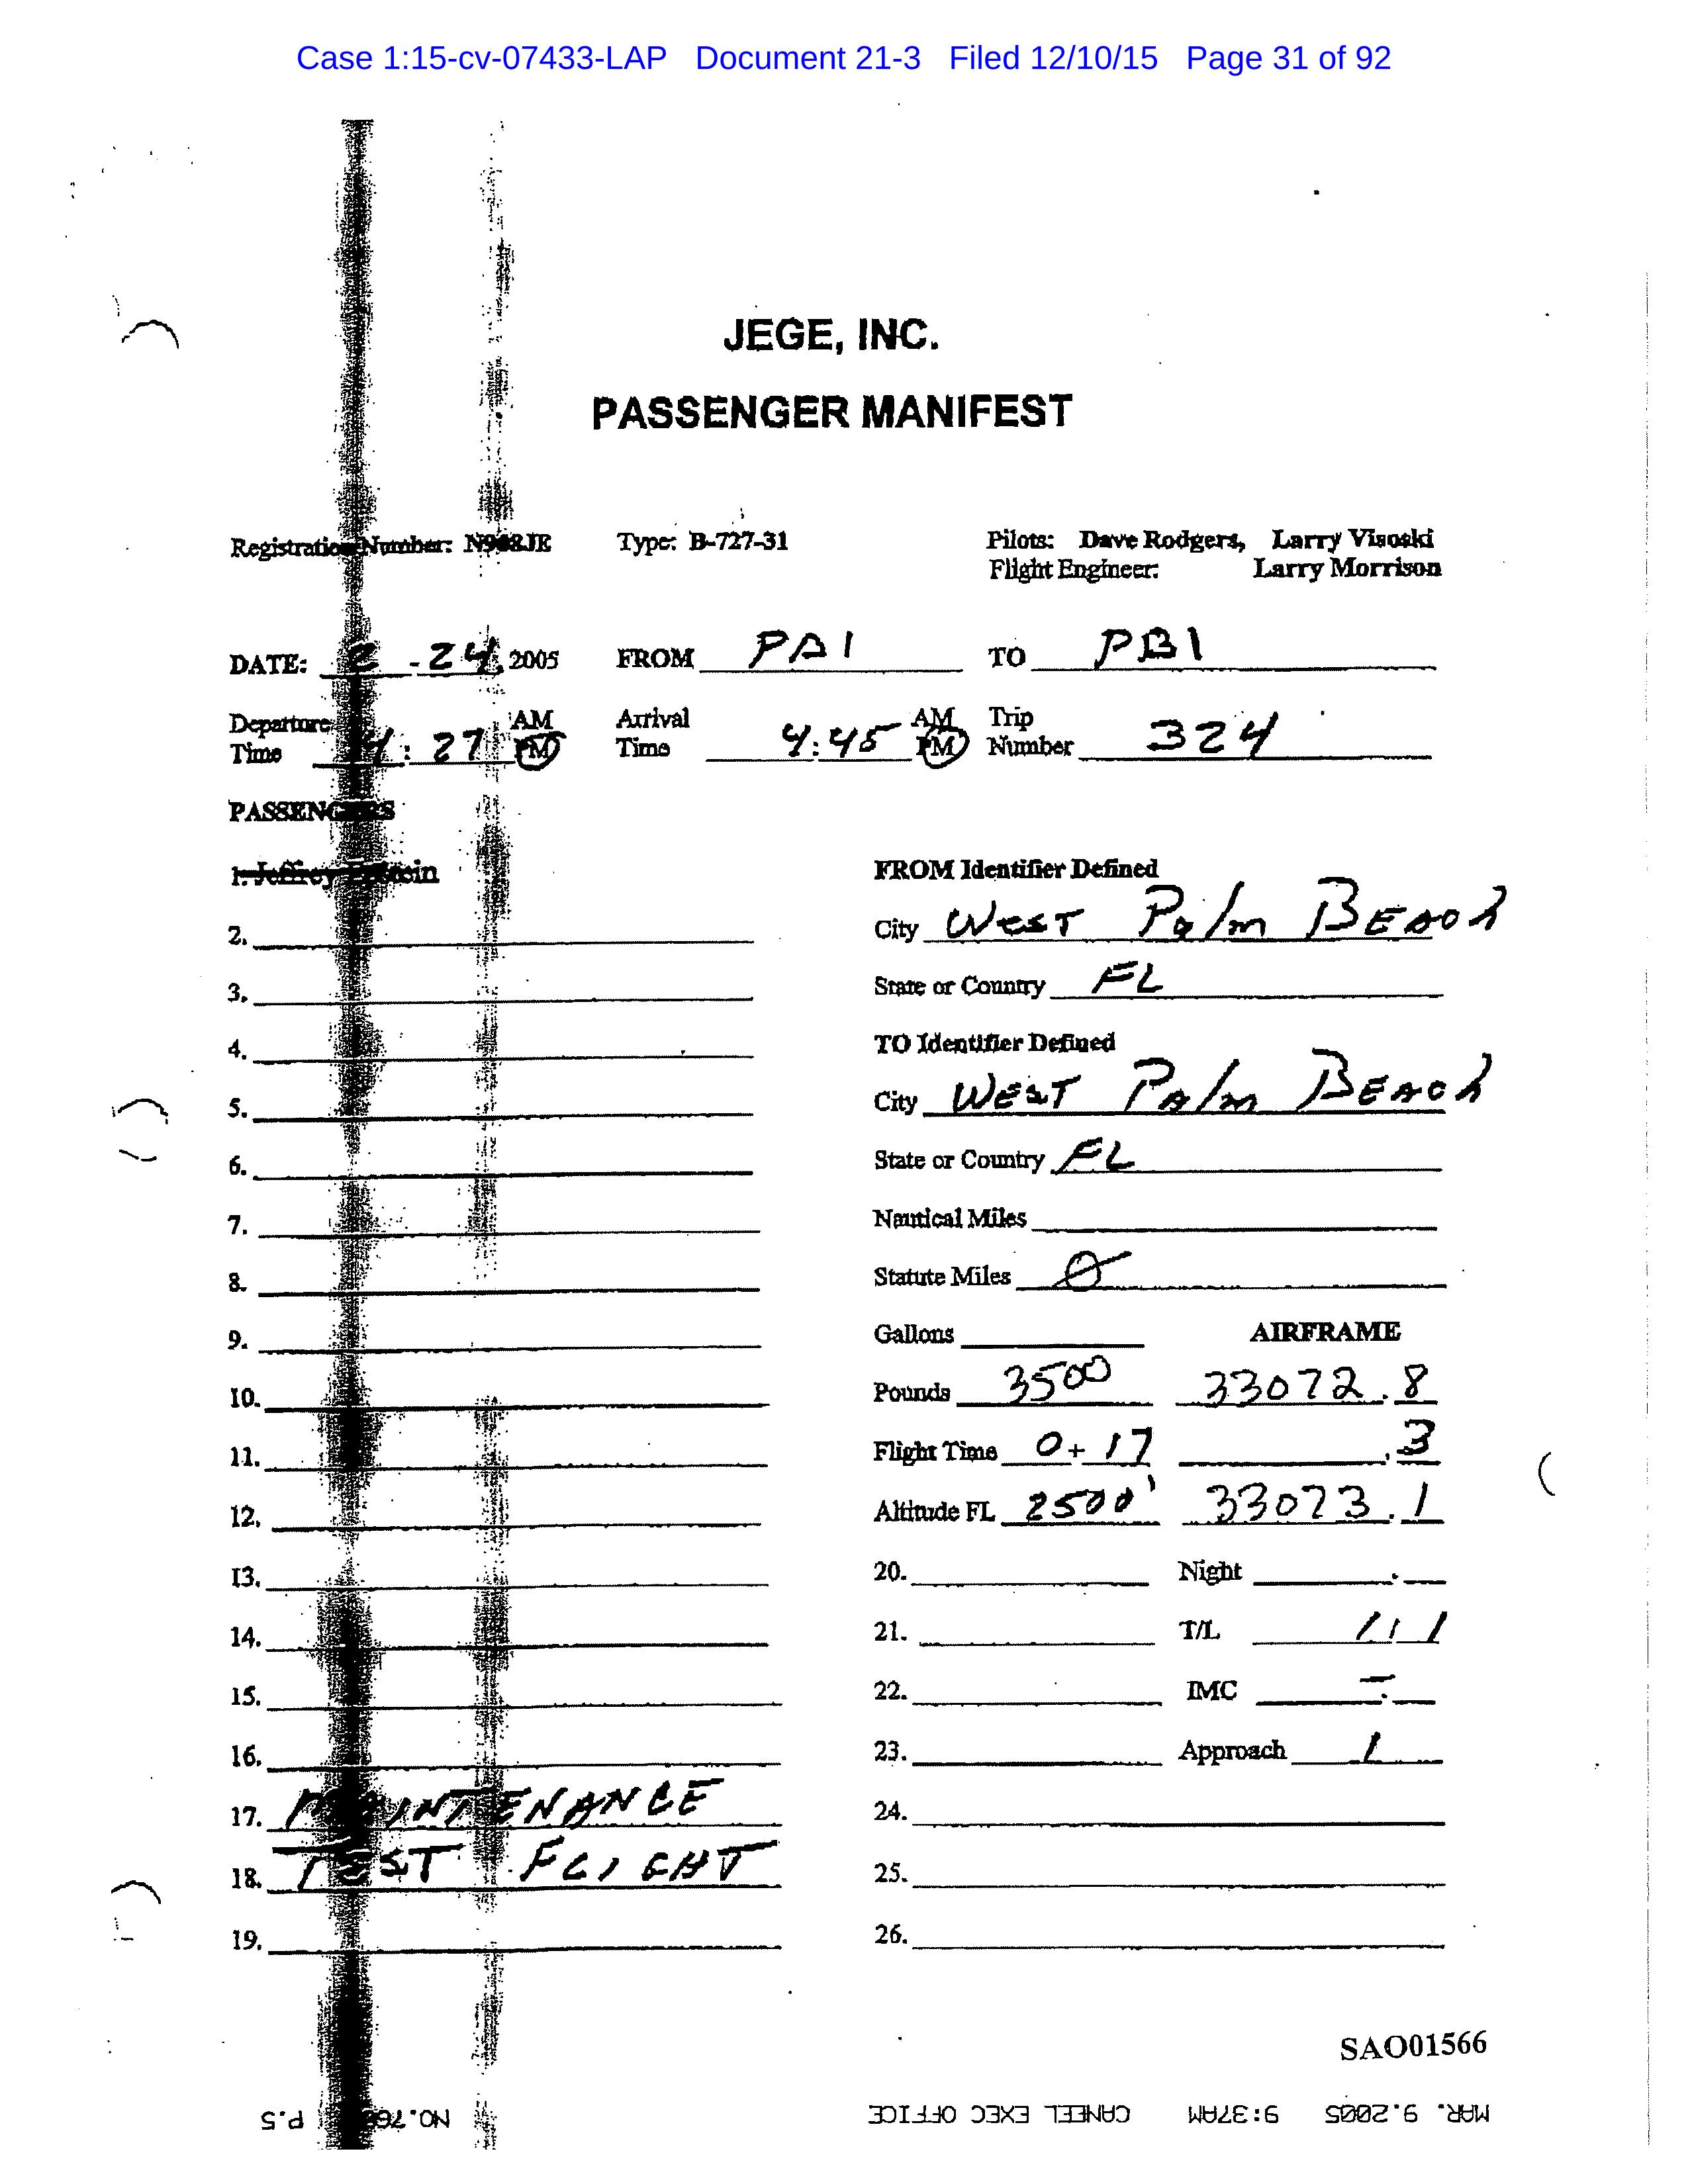 Case 1:15-cv-07433-LAP Document 21-3 Filed 12/10/15 Page 31 of 92
JEGE, INC.
PASSENGER MANIFEST
Registration Number: N908JE Type: B-727-31 Pilots: Dave Rodgers, Larry Visoski
Flight Engineer: Larry Morrison
DATE: 2 - 24, 2005 FROM PBI TO PBI
Departure Time 4:27 AM PM Arrival Time 4:45 AM PM Trip Number 324
PASSENGERS
1. Jeffrey Epstein
FROM Identifier Defined
City West Palm BEACh
2.
3.
State or Country FL
4.
TO Identifier Defined
5.
City WEST PAlm BEACh
6.
State or Country FL
7.
Nautical Miles
8.
Statute Miles 0
9.
Gallons AIRFRAME
10.
Pounds 3500 33072.8
11.
Flight Time 0+17 .3
12.
Altitude FL 2500' 33073.1
13. 20. Night .
14. 21. T/L 1 / 1
15. 22. IMC - .
16. 23. Approach 1
17. MAINTENANCE 24.
18. TEST FLIGHT 25.
19. 26.
SAO01566
MAR. 9.2005 9:37AM CANEEL EXEC OFFICE P.5